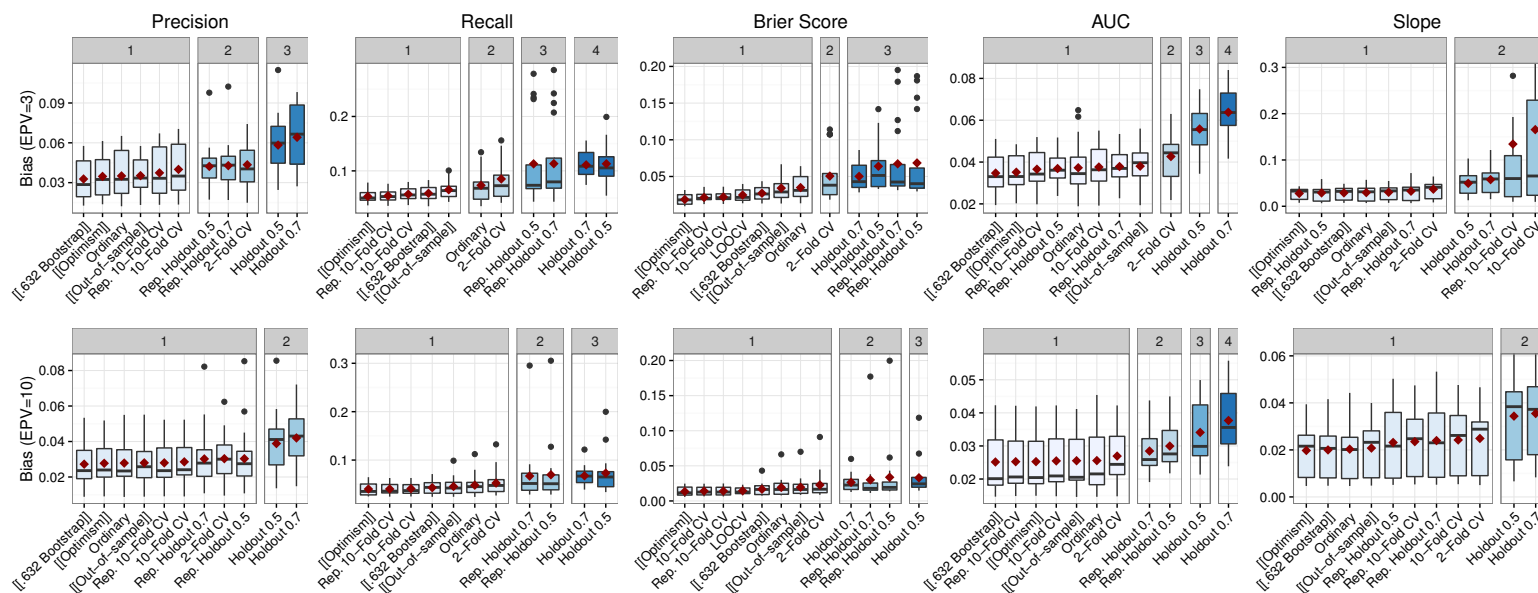 Precision
Recall
Brier Score
AUC
Slope
1 2 3
1 2 3 4
1 2 3
1 2 3 4
1 2
Bias (EPV=3)
0.09
0.06
0.03
[[.632 Bootstrap]]
[[Optimism]]
Ordinary
[[Out−of−sample]]
Rep. 10−Fold CV
10−Fold CV
Rep. Holdout 0.5
Rep. Holdout 0.7
2−Fold CV
Holdout 0.5
Holdout 0.7
0.2
0.1
[[Optimism]]
Rep. 10−Fold CV
10−Fold CV
[[.632 Bootstrap]]
[[Out−of−sample]]
Ordinary
2−Fold CV
Rep. Holdout 0.5
Rep. Holdout 0.7
Holdout 0.7
Holdout 0.5
0.20
0.15
0.10
0.05
[[Optimism]]
Rep. 10−Fold CV
10−Fold CV
LOOCV
[[.632 Bootstrap]]
[[Out−of−sample]]
Ordinary
2−Fold CV
Holdout 0.7
Holdout 0.5
Rep. Holdout 0.7
Rep. Holdout 0.5
0.08
0.06
0.04
0.02
[[.632 Bootstrap]]
[[Optimism]]
Rep. 10−Fold CV
Rep. Holdout 0.5
Ordinary
10−Fold CV
Rep. Holdout 0.7
[[Out−of−sample]]
2−Fold CV
Holdout 0.5
Holdout 0.7
0.3
0.2
0.1
0.0
[[Optimism]]
Rep. Holdout 0.5
[[.632 Bootstrap]]
Ordinary
[[Out−of−sample]]
Rep. Holdout 0.7
2−Fold CV
Holdout 0.5
Holdout 0.7
Rep. 10−Fold CV
10−Fold CV
1 2
1 2 3
1 2 3
1 2 3 4
1 2
Bias (EPV=10)
0.08
0.06
0.04
0.02
[[.632 Bootstrap]]
[[Optimism]]
Ordinary
[[Out−of−sample]]
Rep. 10−Fold CV
10−Fold CV
Rep. Holdout 0.7
2−Fold CV
Rep. Holdout 0.5
Holdout 0.5
Holdout 0.7
0.3
0.2
0.1
[[Optimism]]
Rep. 10−Fold CV
10−Fold CV
[[.632 Bootstrap]]
[[Out−of−sample]]
Ordinary
2−Fold CV
Rep. Holdout 0.7
Rep. Holdout 0.5
Holdout 0.7
Holdout 0.5
0.20
0.15
0.10
0.05
0.00
[[Optimism]]
Rep. 10−Fold CV
10−Fold CV
LOOCV
[[.632 Bootstrap]]
Ordinary
[[Out−of−sample]]
2−Fold CV
Holdout 0.7
Rep. Holdout 0.7
Rep. Holdout 0.5
Holdout 0.5
0.05
0.04
0.03
0.02
[[.632 Bootstrap]]
Rep. 10−Fold CV
[[Optimism]]
10−Fold CV
[[Out−of−sample]]
Ordinary
2−Fold CV
Rep. Holdout 0.7
Rep. Holdout 0.5
Holdout 0.5
Holdout 0.7
0.06
0.04
0.02
0.00
[[Optimism]]
[[.632 Bootstrap]]
Ordinary
[[Out−of−sample]]
Rep. Holdout 0.5
Rep. 10−Fold CV
Rep. Holdout 0.7
10−Fold CV
2−Fold CV
Holdout 0.5
Holdout 0.7